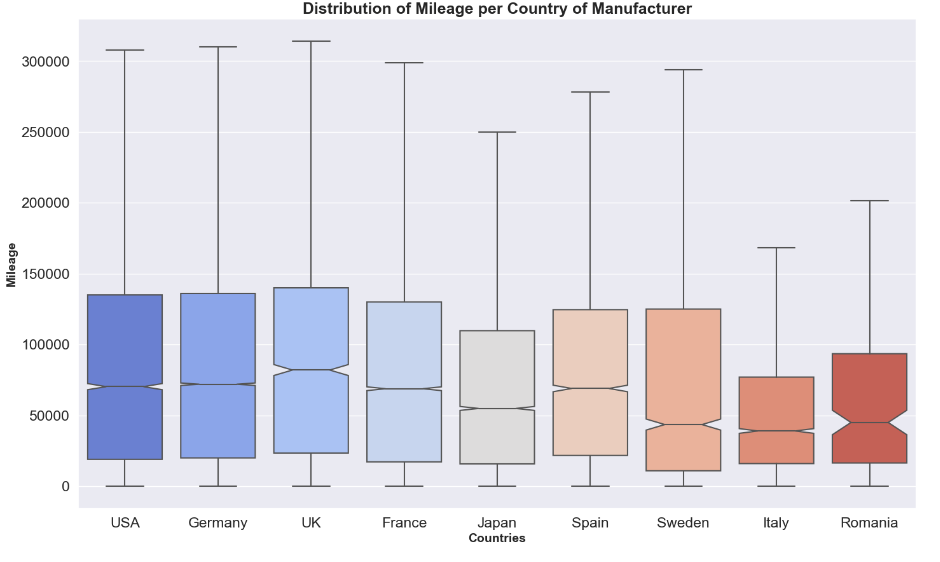 Distribution of Mileage per Country of Manufacturer
300000
250000
200000
150000
100000
50000
0
Mileage
USA Germany UK France Japan Spain Sweden Italy Romania
Countries